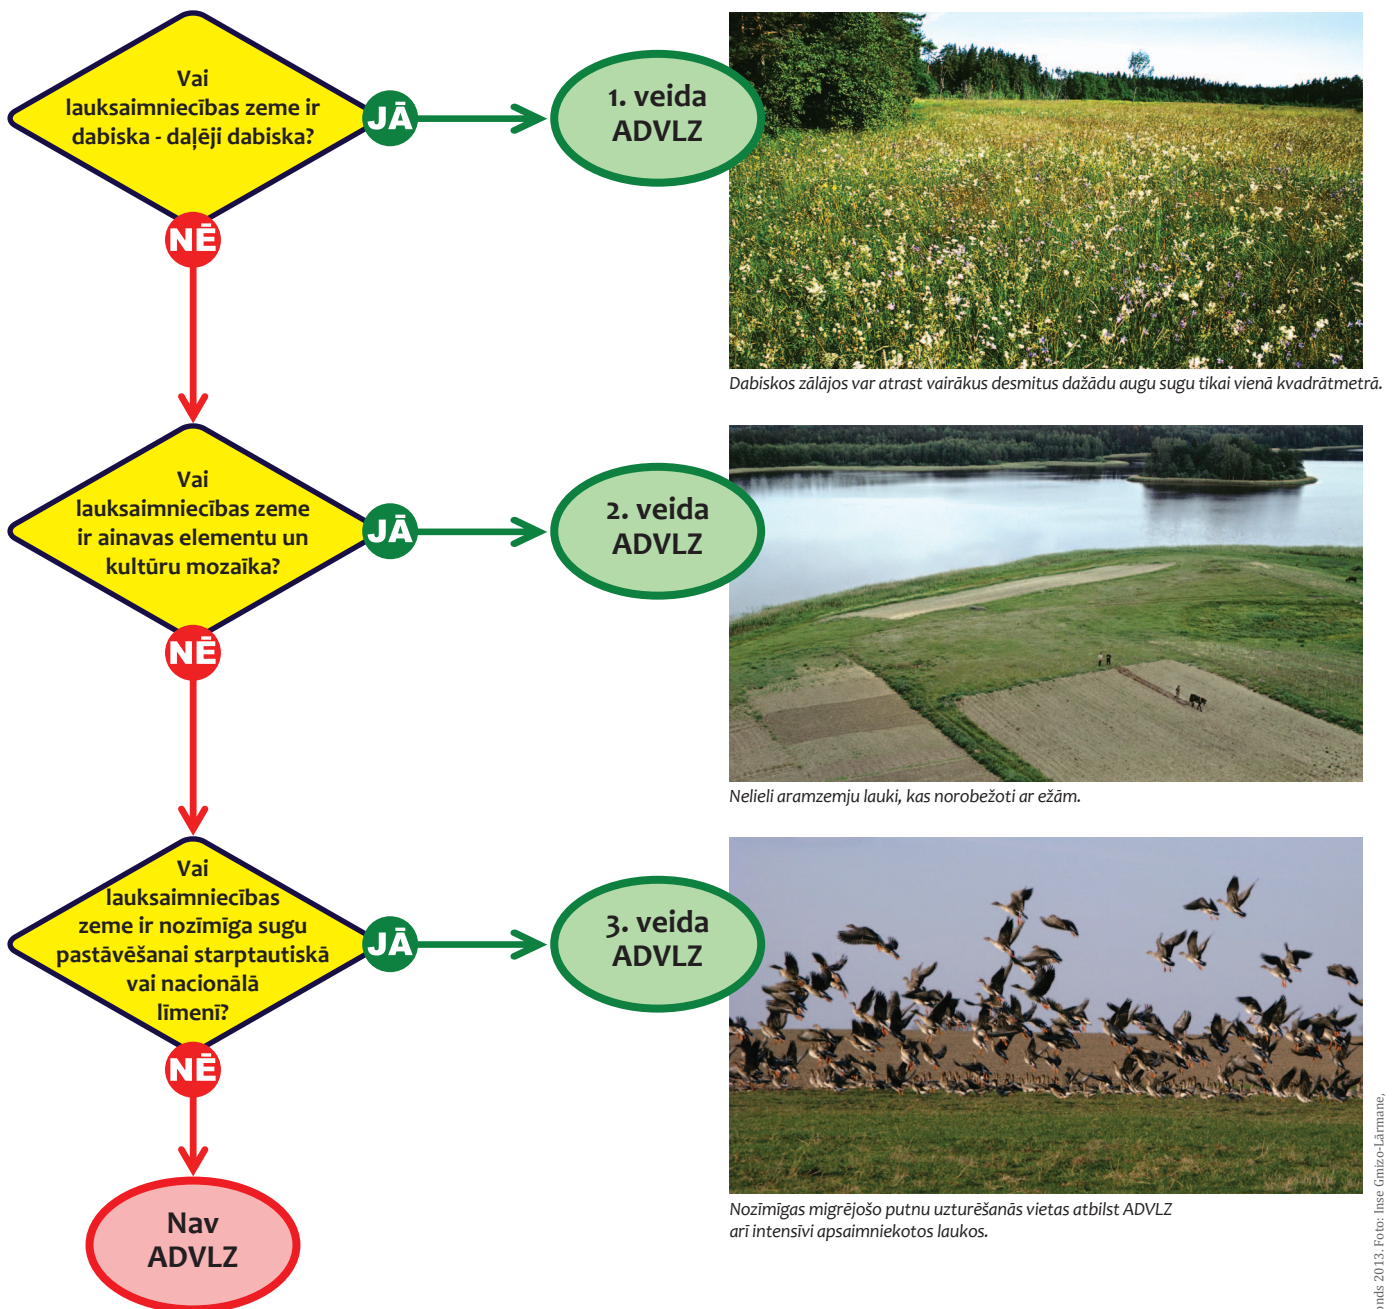 Vai
lauksaimniecības zeme ir
dabiska - daļēji dabiska?
JĀ
1. veida
ADVLZ
NĒ
Dabiskos zālājos var atrast vairākus desmitus dažādu augu sugu tikai vienā kvadrātmetrā.
Vai
lauksaimniecības zeme
ir ainavas elementu un
kultūru mozaīka?
JĀ
2. veida
ADVLZ
NĒ
Nelieli aramzemju lauki, kas norobežoti ar ežām.
Vai
lauksaimniecības
zeme ir nozīmīga sugu
pastāvēšanai starptautiskā
vai nacionālā
līmenī?
JĀ
3. veida
ADVLZ
NĒ
Nozīmīgas migrējošo putnu uzturēšanās vietas atbilst ADVLZ
arī intensīvi apsaimniekotos laukos.
Nav
ADVLZ
2013. Foto: Inse Gmizo-Lārmane,